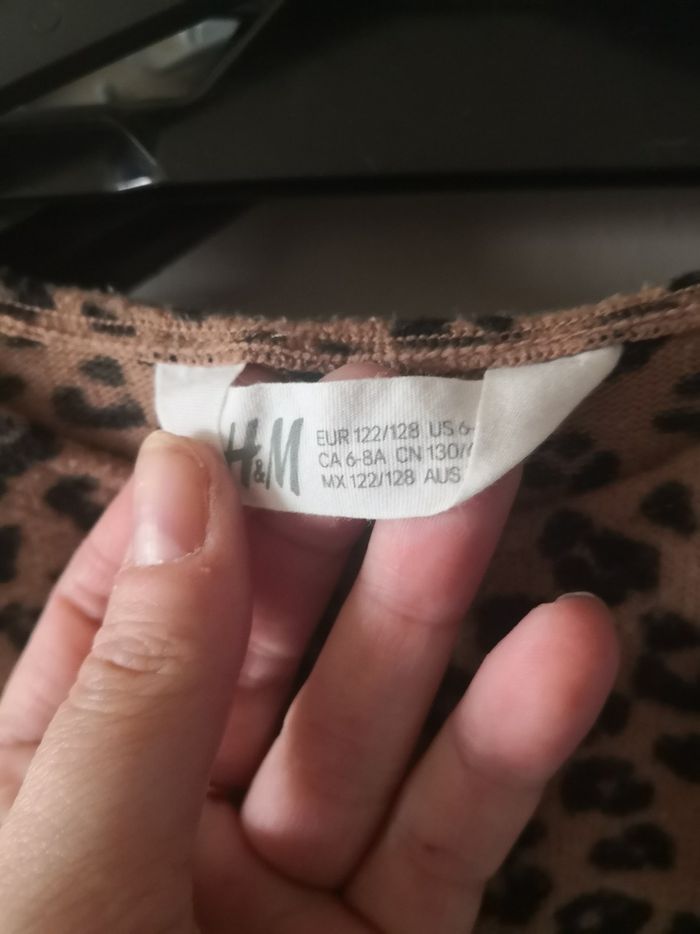 H&M
EUR 122/128 US 6-
CA 6-8A CN 130/
MX 122/128 AUS